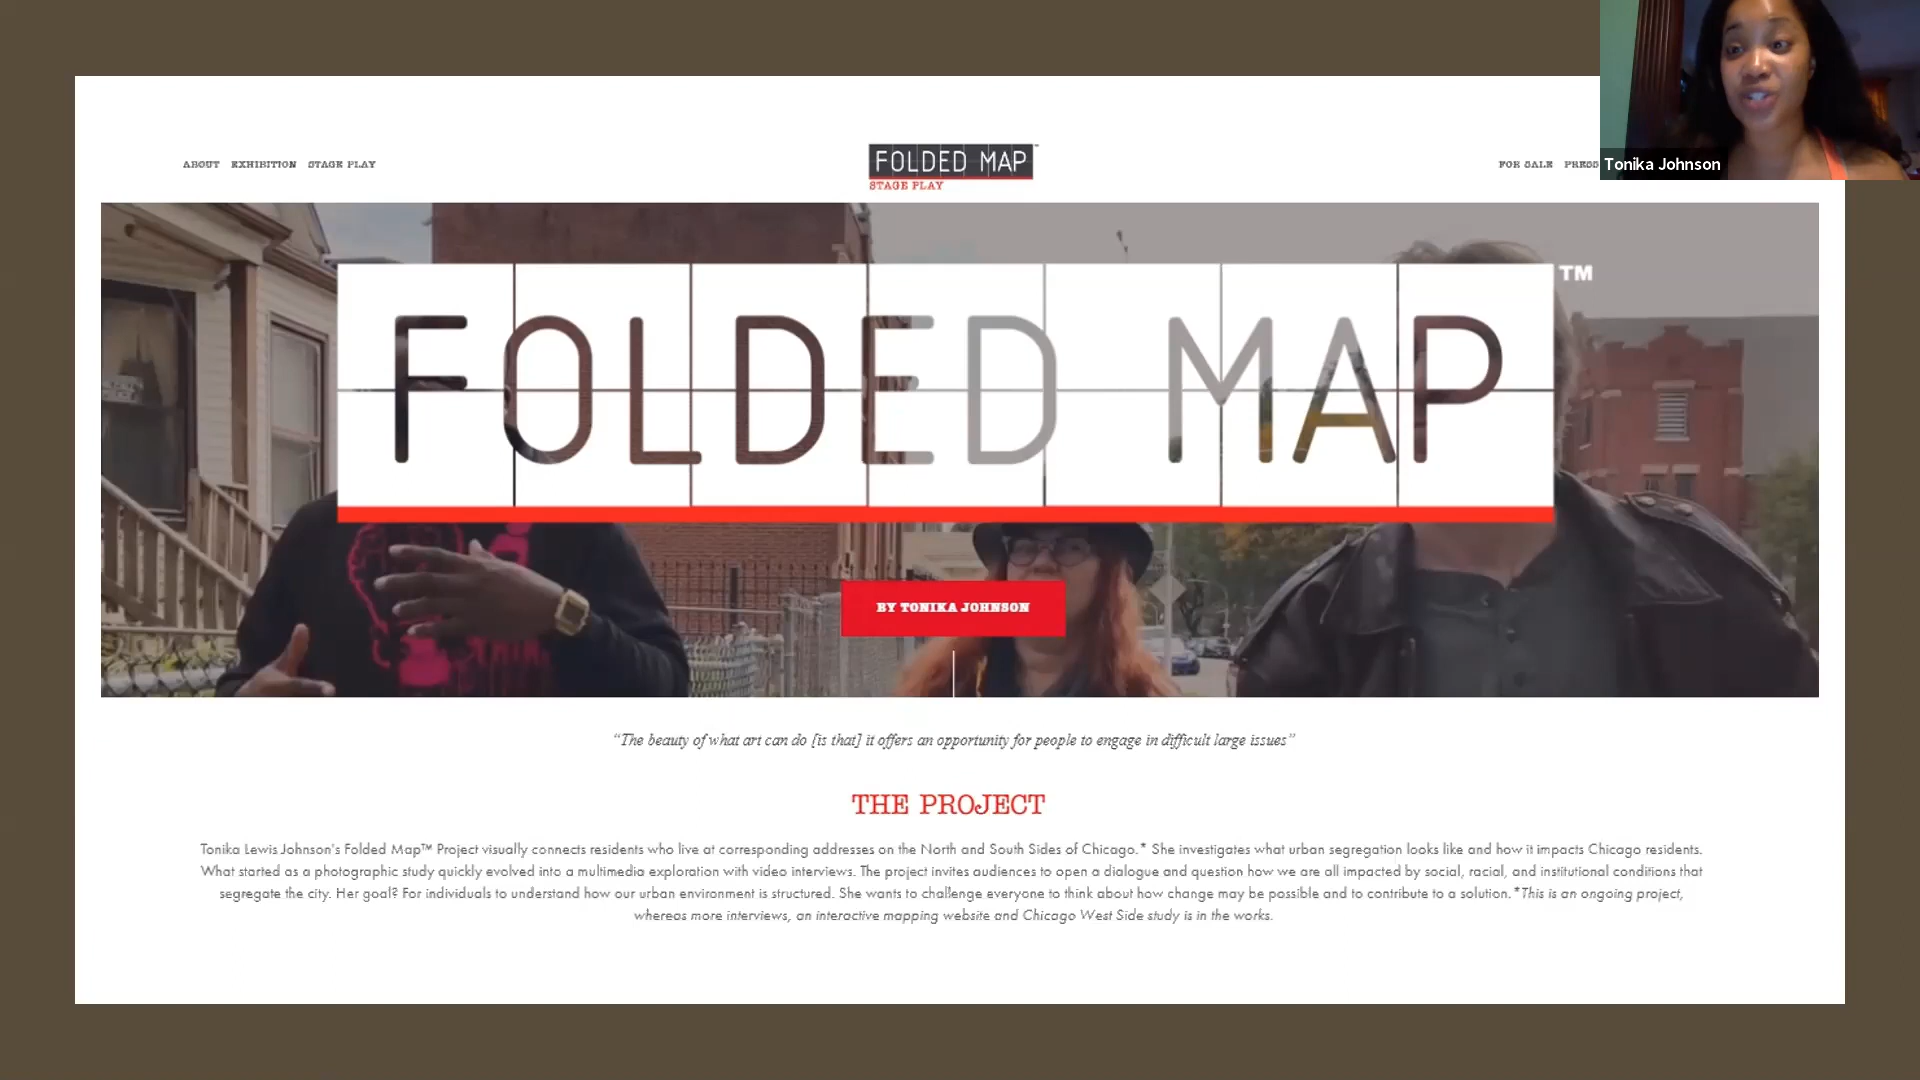 ABOUT EXHIBITION STAGE PLAY
FOLDED MAP™
STAGE PLAY
FOR SALE PRESS
Tonika Johnson
FOLDED MAP™
BY TONIKA JOHNSON
“The beauty of what art can do [is that] it offers an opportunity for people to engage in difficult large issues”
THE PROJECT
Tonika Lewis Johnson's Folded Map™ Project visually connects residents who live at corresponding addresses on the North and South Sides of Chicago.* She investigates what urban segregation looks like and how it impacts Chicago residents.
What started as a photographic study quickly evolved into a multimedia exploration with video interviews. The project invites audiences to open a dialogue and question how we are all impacted by social, racial, and institutional conditions that
segregate the city. Her goal? For individuals to understand how our urban environment is structured. She wants to challenge everyone to think about how change may be possible and to contribute to a solution.*This is an ongoing project,
whereas more interviews, an interactive mapping website and Chicago West Side study is in the works.